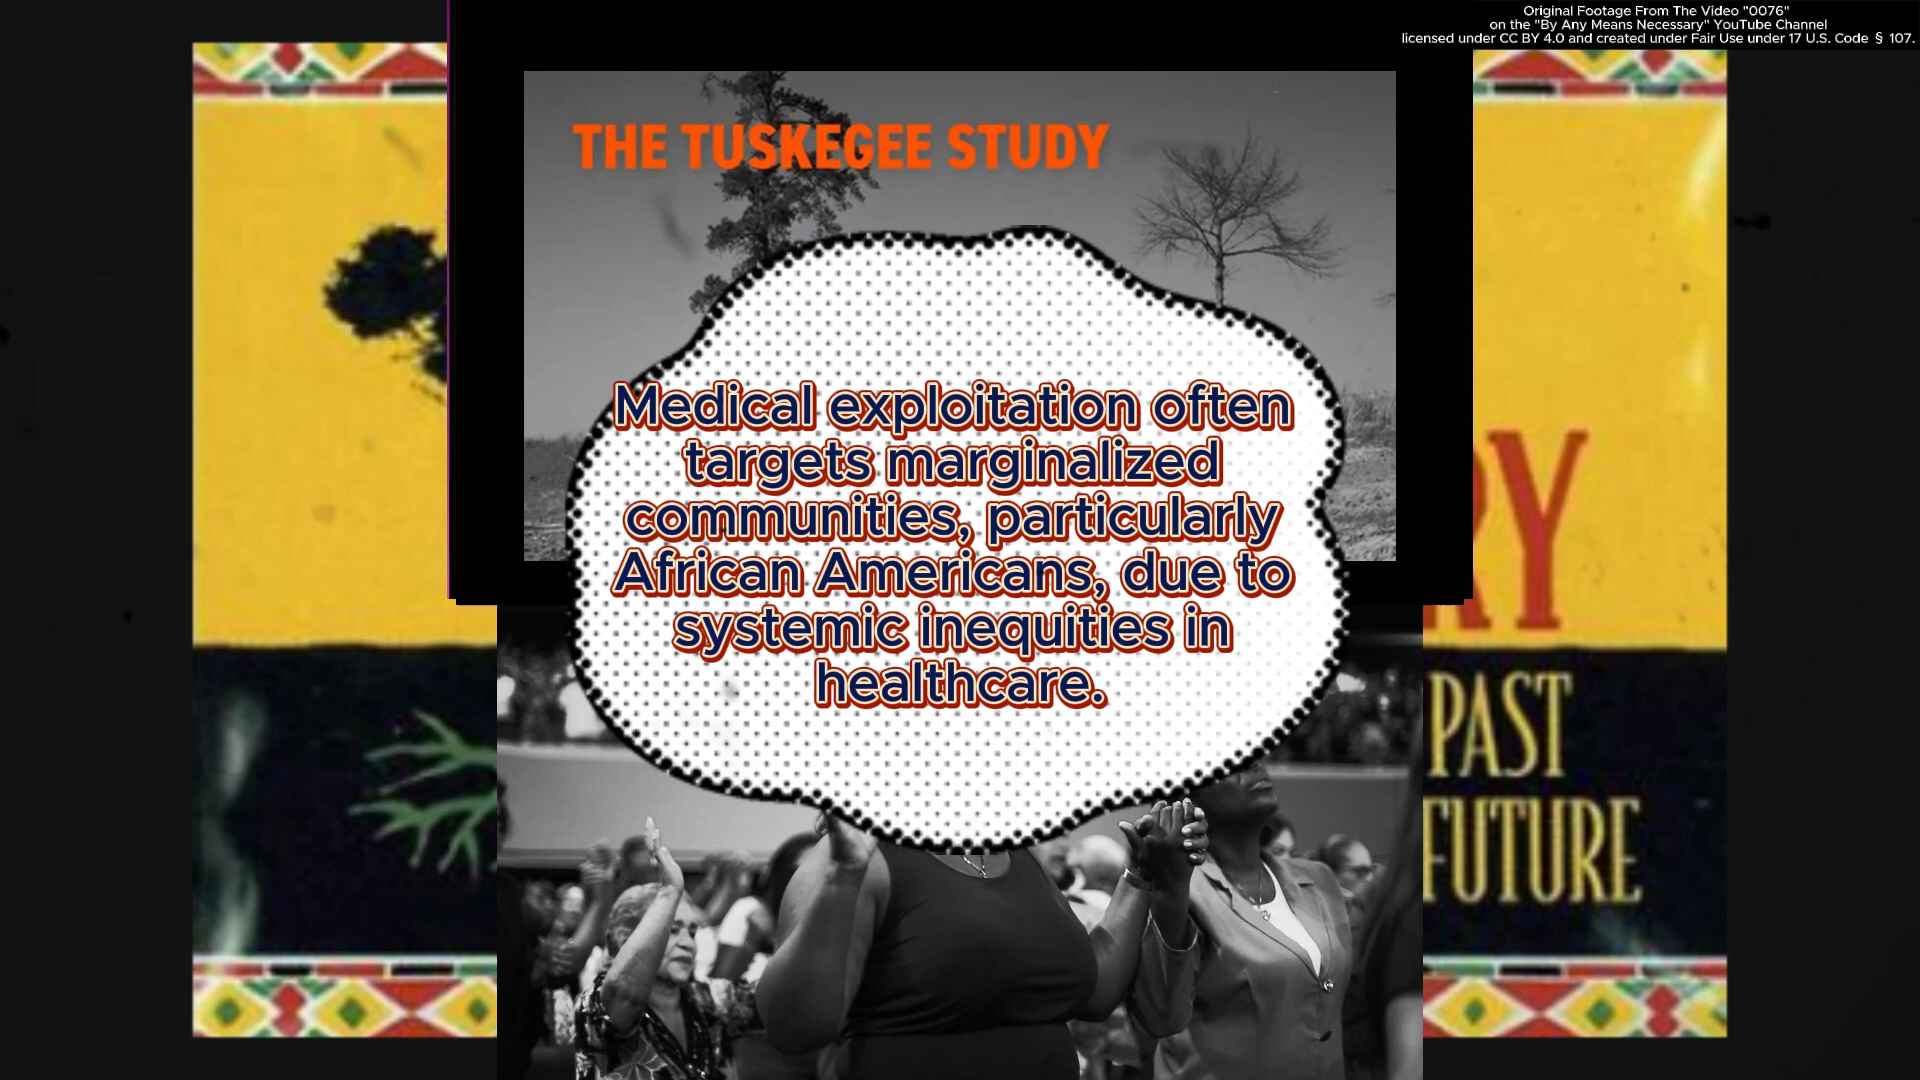 Original Footage From The Video "0076"
on the "By Any Means Necessary" YouTube Channel
licensed under CC BY 4.0 and created under Fair Use under 17 U.S. Code § 107.
THE TUSKEGEE STUDY
Medical exploitation often
targets marginalized
communities, particularly
African Americans, due to
systemic inequities in
healthcare.
PAST
FUTURE